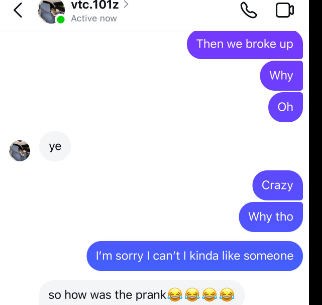 vtc.101z
Active now
Then we broke up
Why
Oh
ye
Crazy
Why tho
I'm sorry I can't I kinda like someone
so how was the prank😂😂😂😂